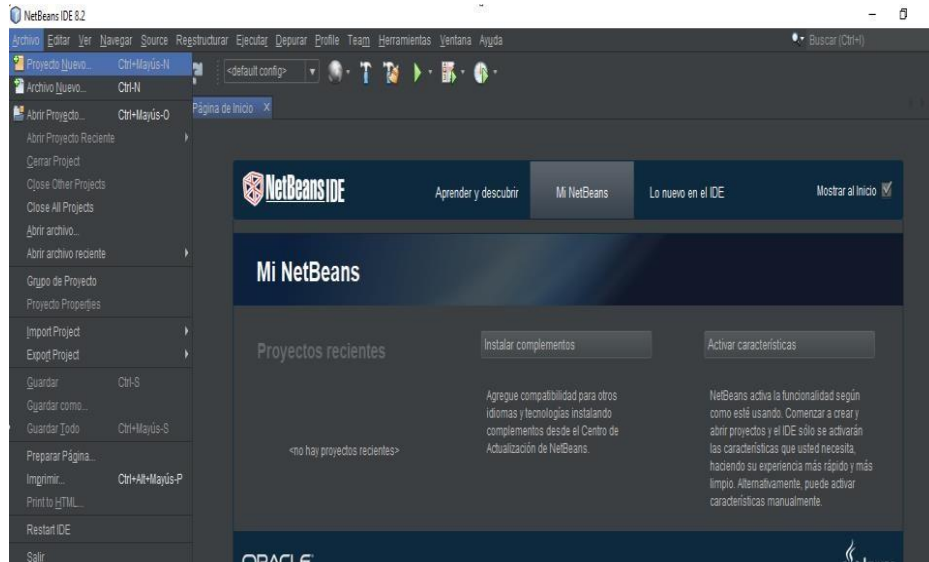 NetBeans IDE 8.2
Archivo Editar Ver Navegar Source Reestructurar Ejecutar Depurar Profile Team Herramientas Ventana Ayuda
Buscar (Ctrl+I)
Proyecto Nuevo... Ctrl+Mayús-N
<default config>
Archivo Nuevo... Ctrl-N
Abrir Proyecto... Ctrl+Mayús-O
Página de Inicio X
Abrir Proyecto Reciente
Cerrar Project
Close Other Projects
Close All Projects
Abrir archivo...
Abrir archivo reciente
Grupo de Proyecto
Proyecto Properties
Import Project
Export Project
Guardar Ctrl-S
Guardar como...
Guardar Todo Ctrl+Mayús-S
Preparar Página...
Imprimir... Ctrl+Alt+Mayús-P
Print to HTML...
Restart IDE
Salir
NetBeans IDE
Aprender y descubrir
Mi NetBeans
Lo nuevo en el IDE
Mostrar al Inicio
Mi NetBeans
Proyectos recientes
<no hay proyectos recientes>
Instalar complementos
Agregue compatibilidad para otros
idiomas y tecnologías instalando
complementos desde el Centro de
Actualización de NetBeans.
Activar características
NetBeans activa la funcionalidad según
como esté usando. Comenzar a crear y
abrir proyectos y el IDE sólo se activarán
las características que usted necesita,
haciendo su experiencia más rápido y más
limpio. Alternativamente, puede activar
características manualmente.
ORACLE